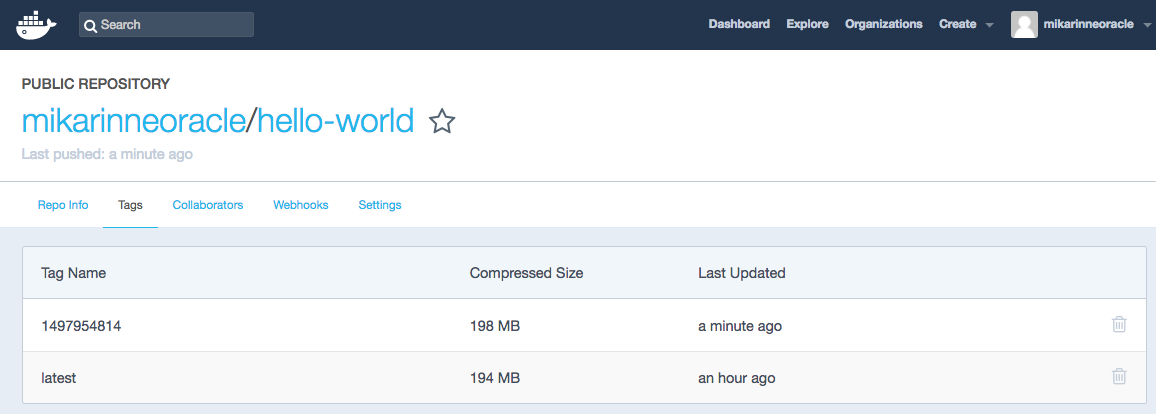 Search Dashboard Explore Organizations Create mikarinneoracle
PUBLIC REPOSITORY
mikarinneoracle/hello-world
Last pushed: a minute ago
Repo Info Tags Collaborators Webhooks Settings
Tag Name Compressed Size Last Updated
1497954814 198 MB a minute ago
latest 194 MB an hour ago